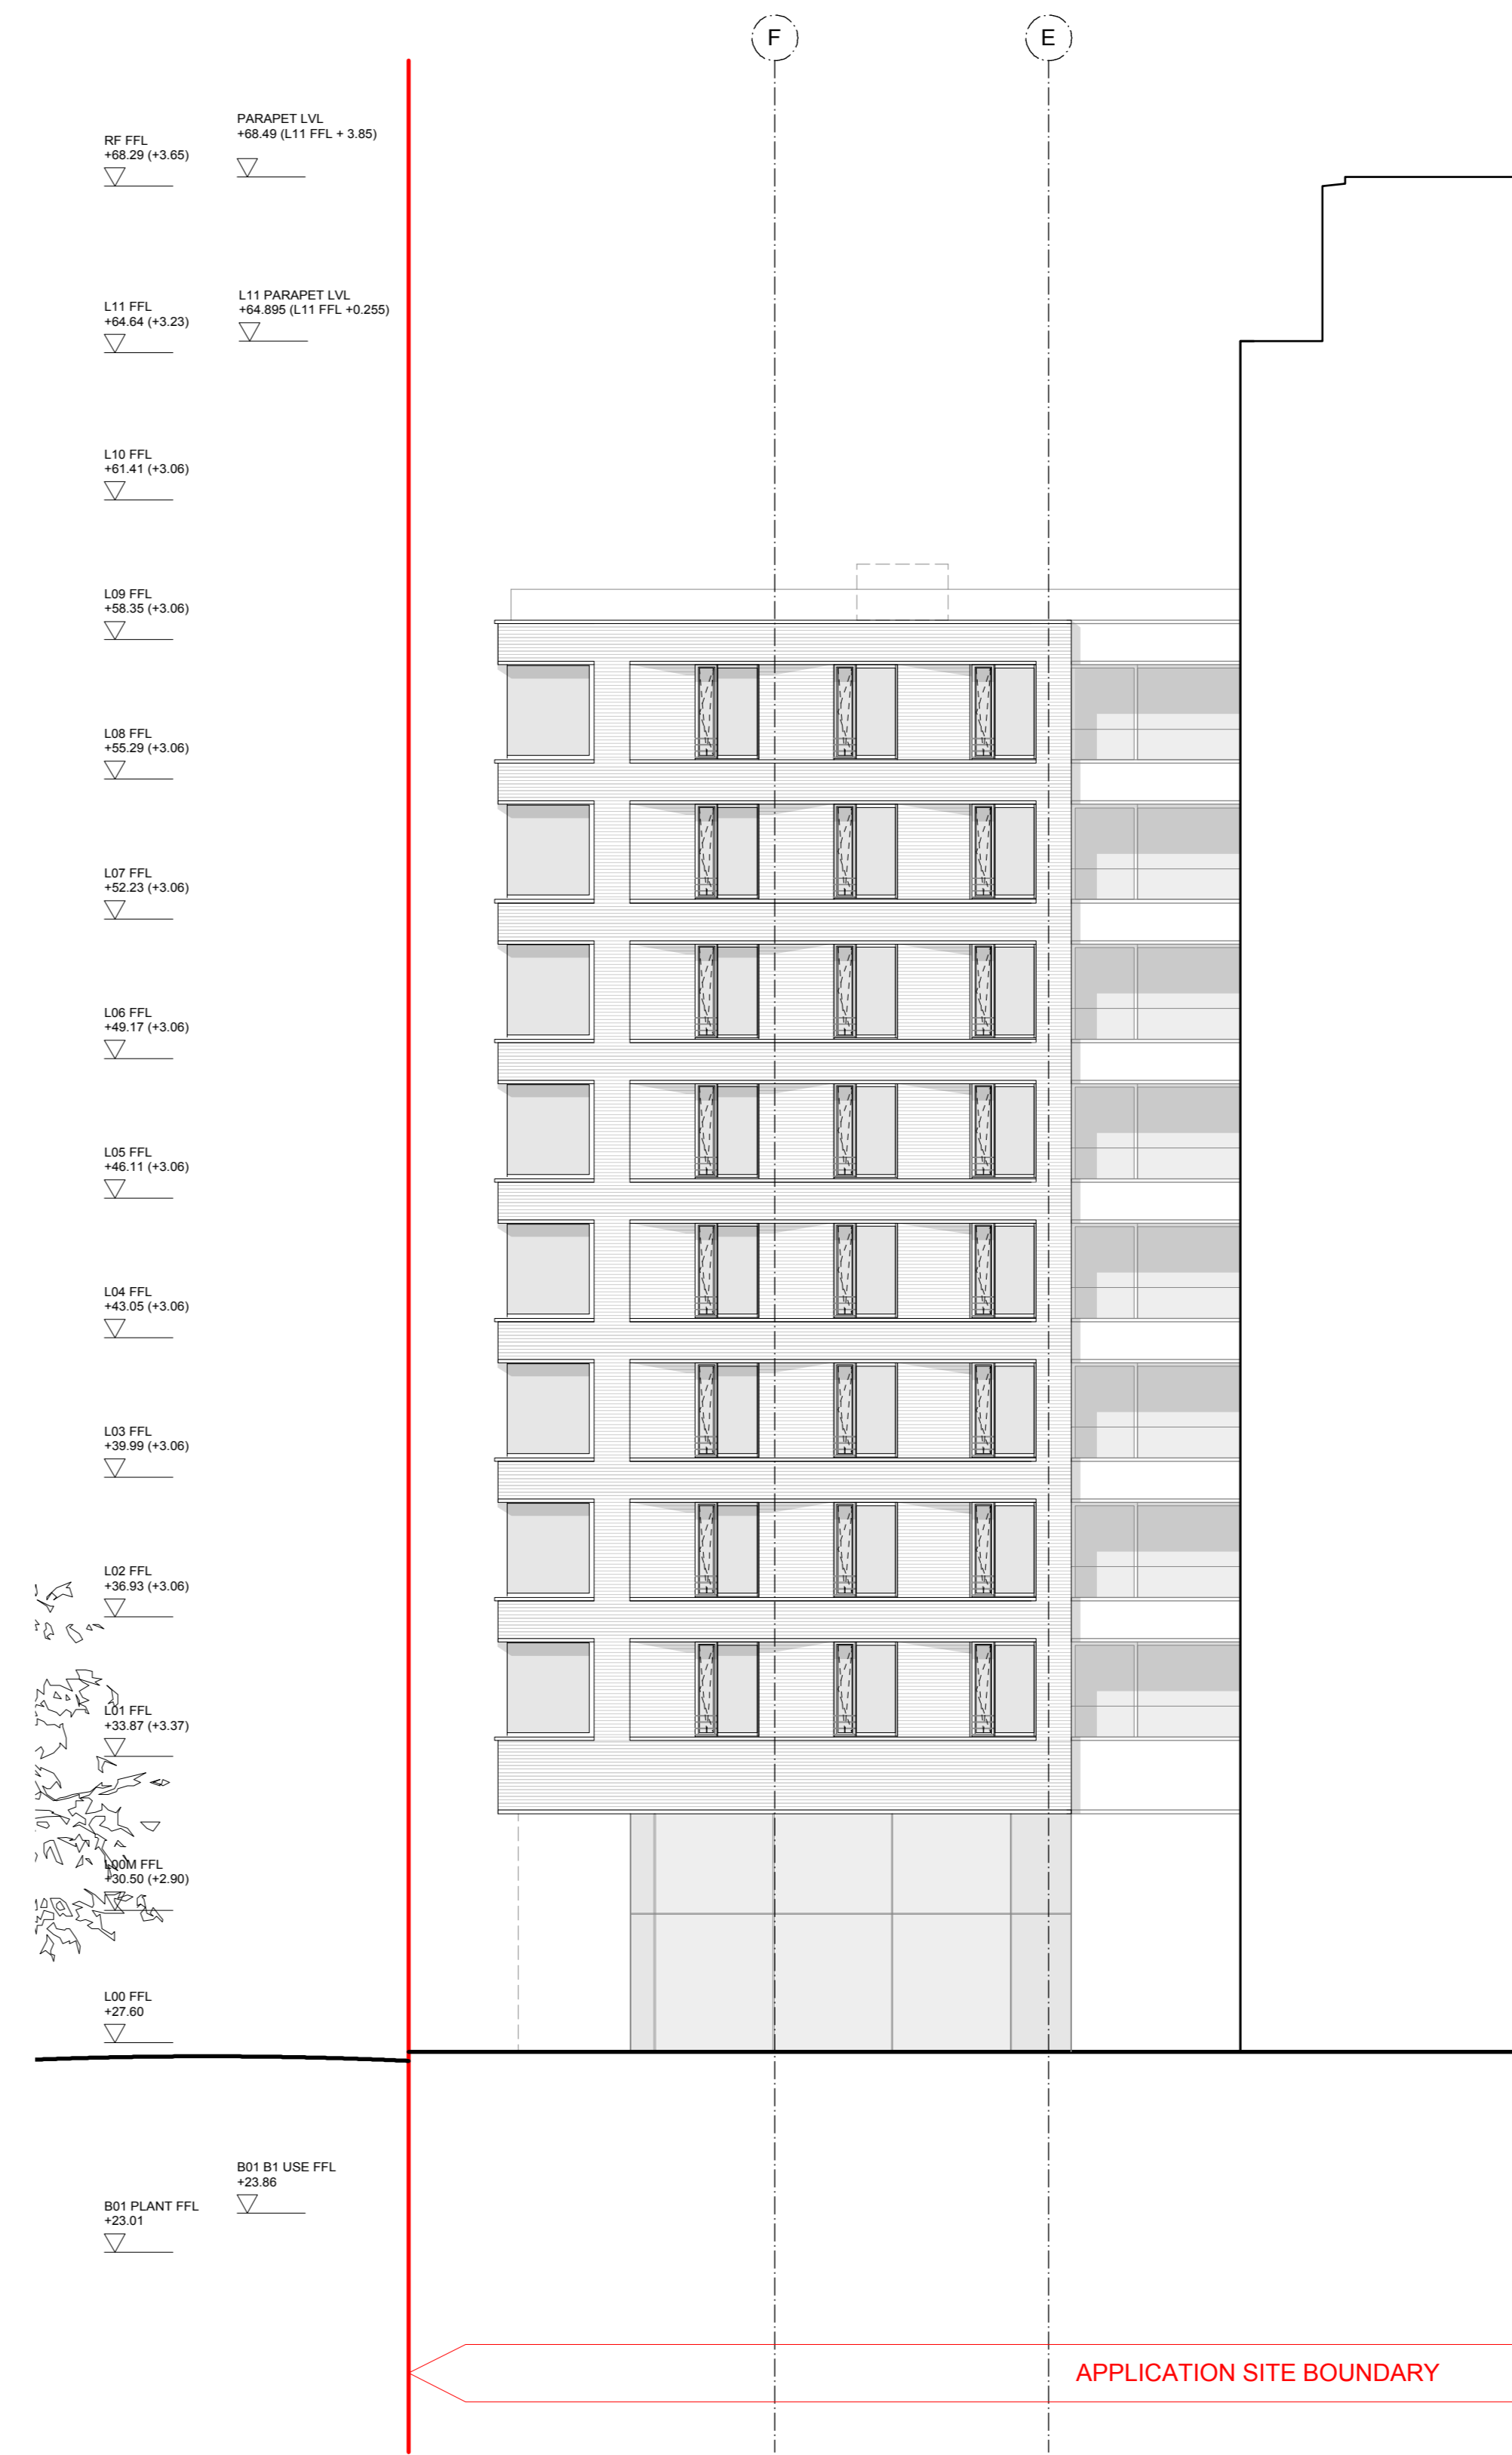 F
E
PARAPET LVL
+68.49 (L11 FFL + 3.85)
RF FFL
+68.29 (+3.65)
L11 PARAPET LVL
+64.895 (L11 FFL +0.255)
L11 FFL
+64.64 (+3.23)
L10 FFL
+61.41 (+3.06)
L09 FFL
+58.35 (+3.06)
L08 FFL
+55.29 (+3.06)
L07 FFL
+52.23 (+3.06)
L06 FFL
+49.17 (+3.06)
L05 FFL
+46.11 (+3.06)
L04 FFL
+43.05 (+3.06)
L03 FFL
+39.99 (+3.06)
L02 FFL
+36.93 (+3.06)
L01 FFL
+33.87 (+3.37)
L00M FFL
+30.50 (+2.90)
L00 FFL
+27.60
B01 B1 USE FFL
+23.86
B01 PLANT FFL
+23.01
APPLICATION SITE BOUNDARY